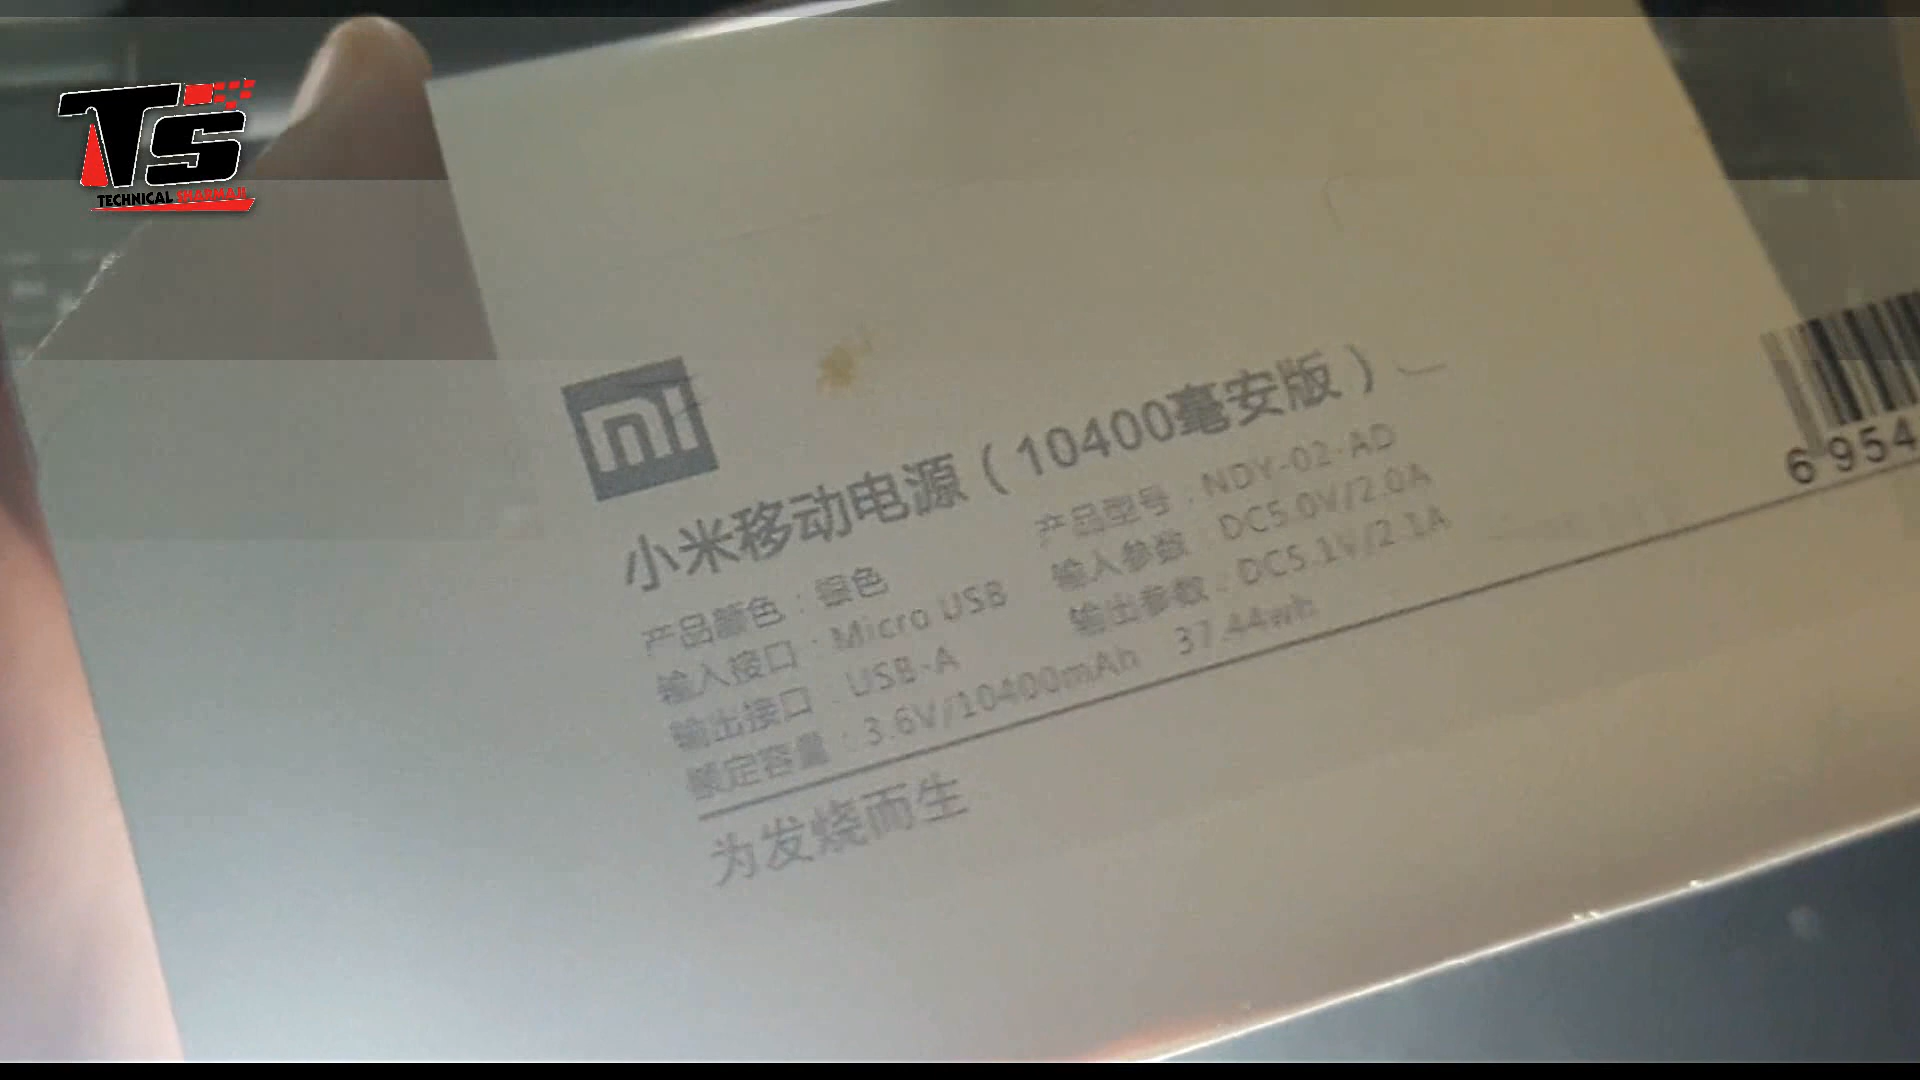 TS
TECHNICAL SHARMAJI
mi
小米移动电源（10400毫安版）
产品颜色：银色
产品型号：NDY-02-AD
输入接口：Micro USB
输入参数：DC5.0V/2.0A
输出接口：USB-A
输出参数：DC5.1V/2.1A
额定容量：3.6V/10400mAh 37.44wh
为发烧而生
6 954